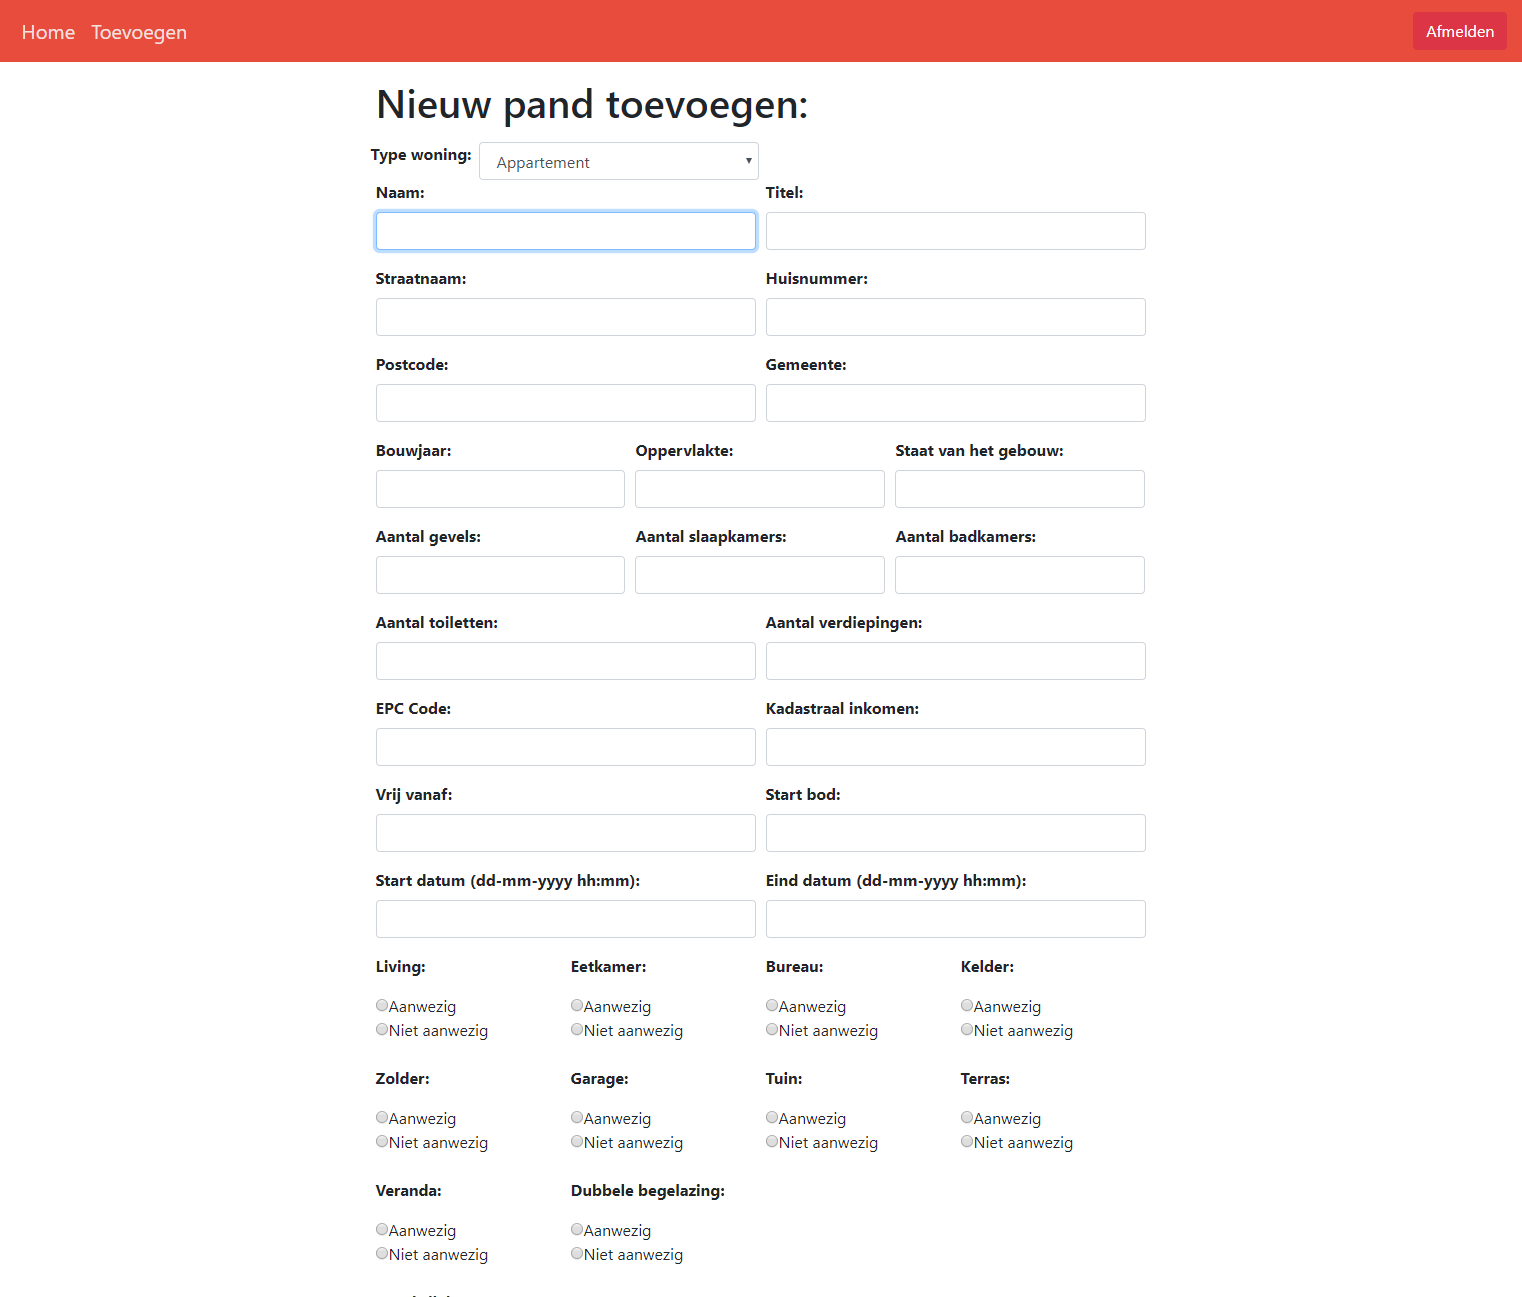 Home Toevoegen Afmelden
Nieuw pand toevoegen:
Type woning: Appartement
Naam: Titel:
Straatnaam: Huisnummer:
Postcode: Gemeente:
Bouwjaar: Oppervlakte: Staat van het gebouw:
Aantal gevels: Aantal slaapkamers: Aantal badkamers:
Aantal toiletten: Aantal verdiepingen:
EPC Code: Kadastraal inkomen:
Vrij vanaf: Start bod:
Start datum (dd-mm-yyyy hh:mm): Eind datum (dd-mm-yyyy hh:mm):
Living: Eetkamer: Bureau: Kelder:
Aanwezig Aanwezig Aanwezig Aanwezig
Niet aanwezig Niet aanwezig Niet aanwezig Niet aanwezig
Zolder: Garage: Tuin: Terras:
Aanwezig Aanwezig Aanwezig Aanwezig
Niet aanwezig Niet aanwezig Niet aanwezig Niet aanwezig
Veranda: Dubbele begelazing:
Aanwezig Aanwezig
Niet aanwezig Niet aanwezig